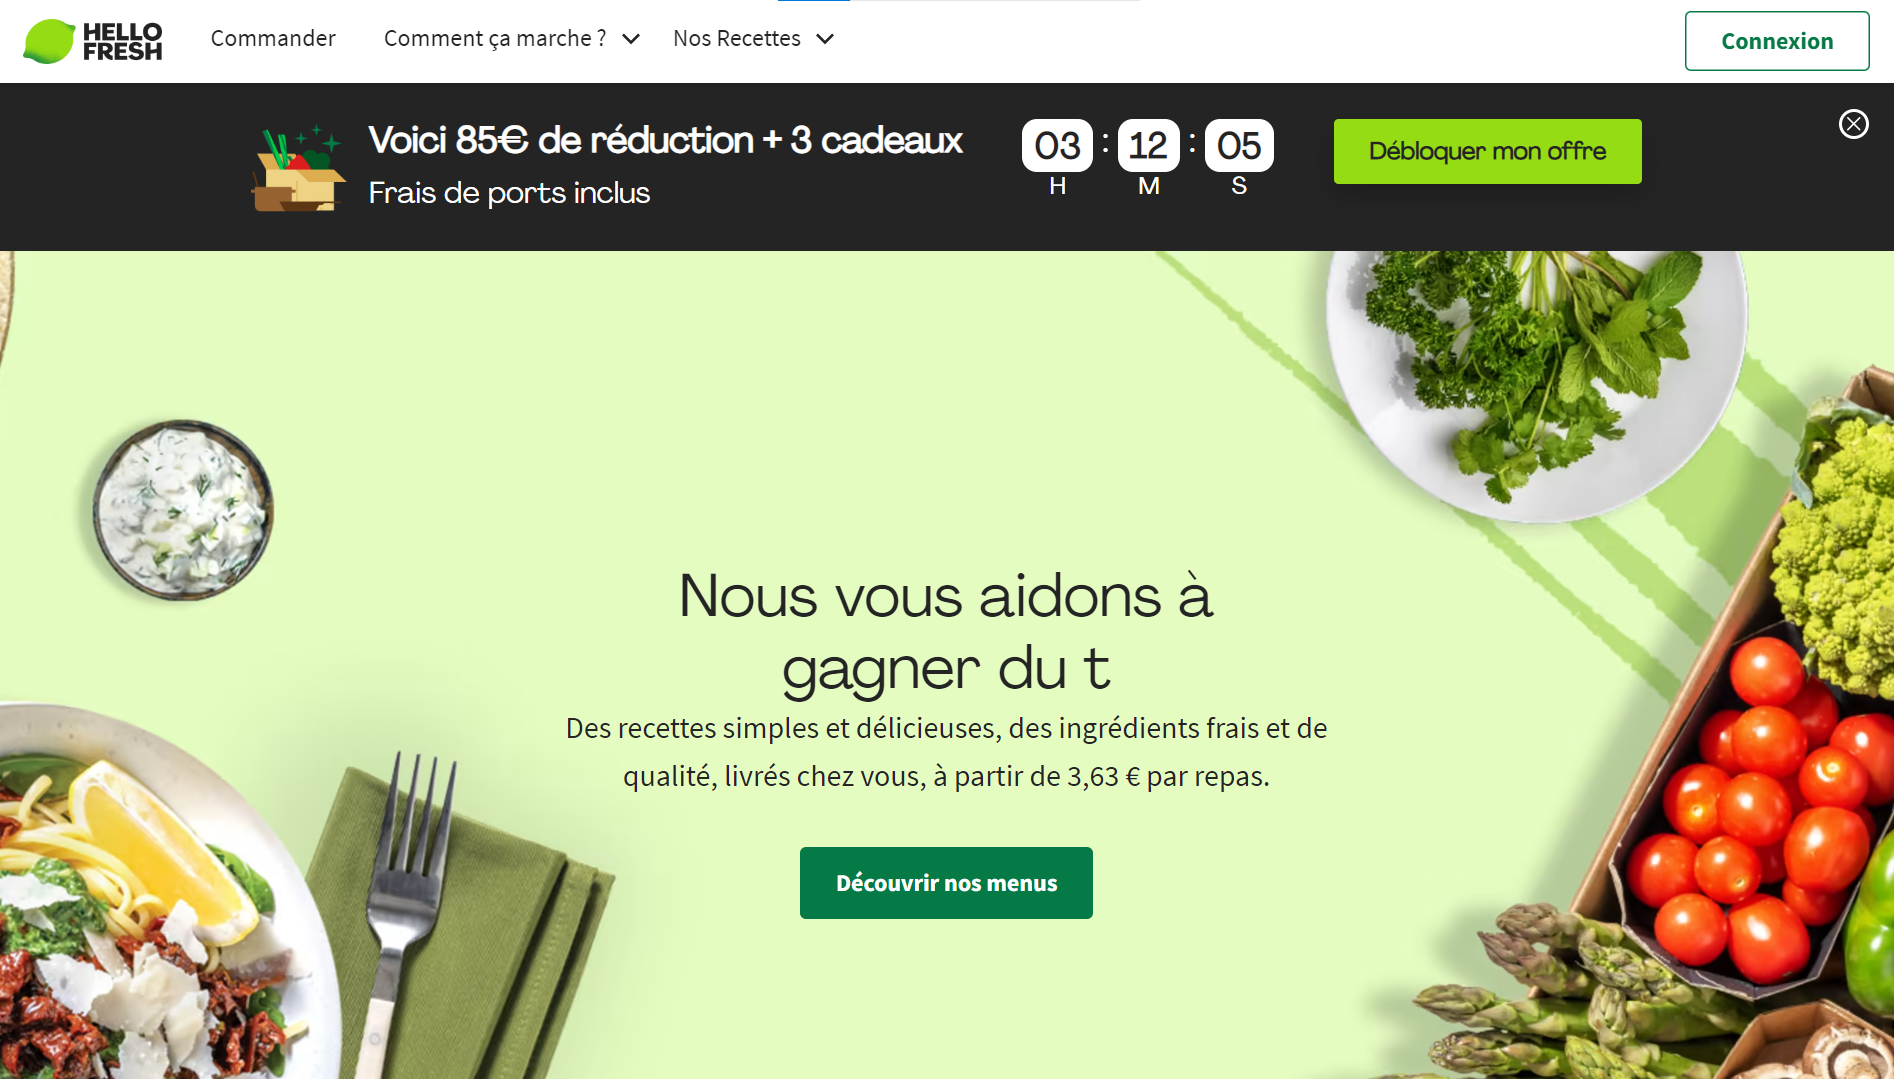 HELLO
FRESH
Commander
Comment ça marche ?
Nos Recettes
Connexion
Voici 85€ de réduction + 3 cadeaux
Frais de ports inclus
03 : 12 : 05
H M S
Débloquer mon offre
Nous vous aidons à
gagner du t
Des recettes simples et délicieuses, des ingrédients frais et de
qualité, livrés chez vous, à partir de 3,63 € par repas.
Découvrir nos menus